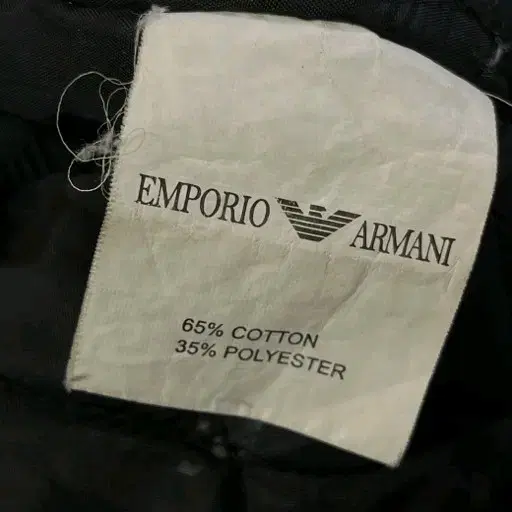 EMPORIO ARMANI
65% COTTON
35% POLYESTER